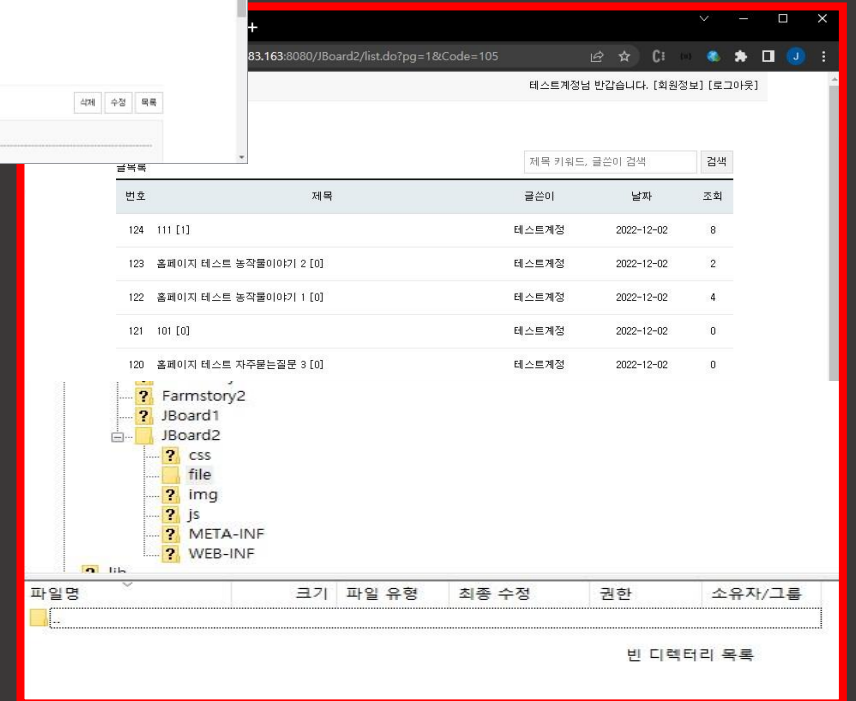 83.163:8080/JBoard2/list.do?pg=1&Code=105
테스트계정님 반갑습니다. [회원정보] [로그아웃]
삭제 수정 목록
글목록
제목 키워드, 글쓴이 검색 검색
번호 제목 글쓴이 날짜 조회
124 111 [1] 테스트계정 2022-12-02 8
123 홈페이지 테스트 농작물이야기 2 [0] 테스트계정 2022-12-02 2
122 홈페이지 테스트 농작물이야기 1 [0] 테스트계정 2022-12-02 4
121 101 [0] 테스트계정 2022-12-02 0
120 홈페이지 테스트 자주묻는질문 3 [0] 테스트계정 2022-12-02 0
Farmstory2
JBoard1
JBoard2
css
file
img
js
META-INF
WEB-INF
lib
파일명 크기 파일 유형 최종 수정 권한 소유자/그룹
..
빈 디렉터리 목록